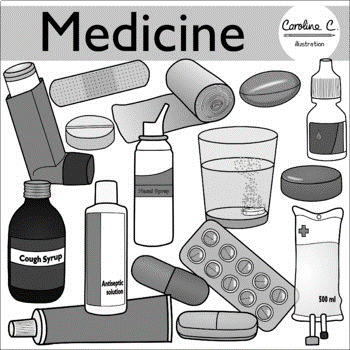 Medicine
Caroline C.
illustration
Nasal Spray
Cough Syrup
Antiseptic
solution
500 ml